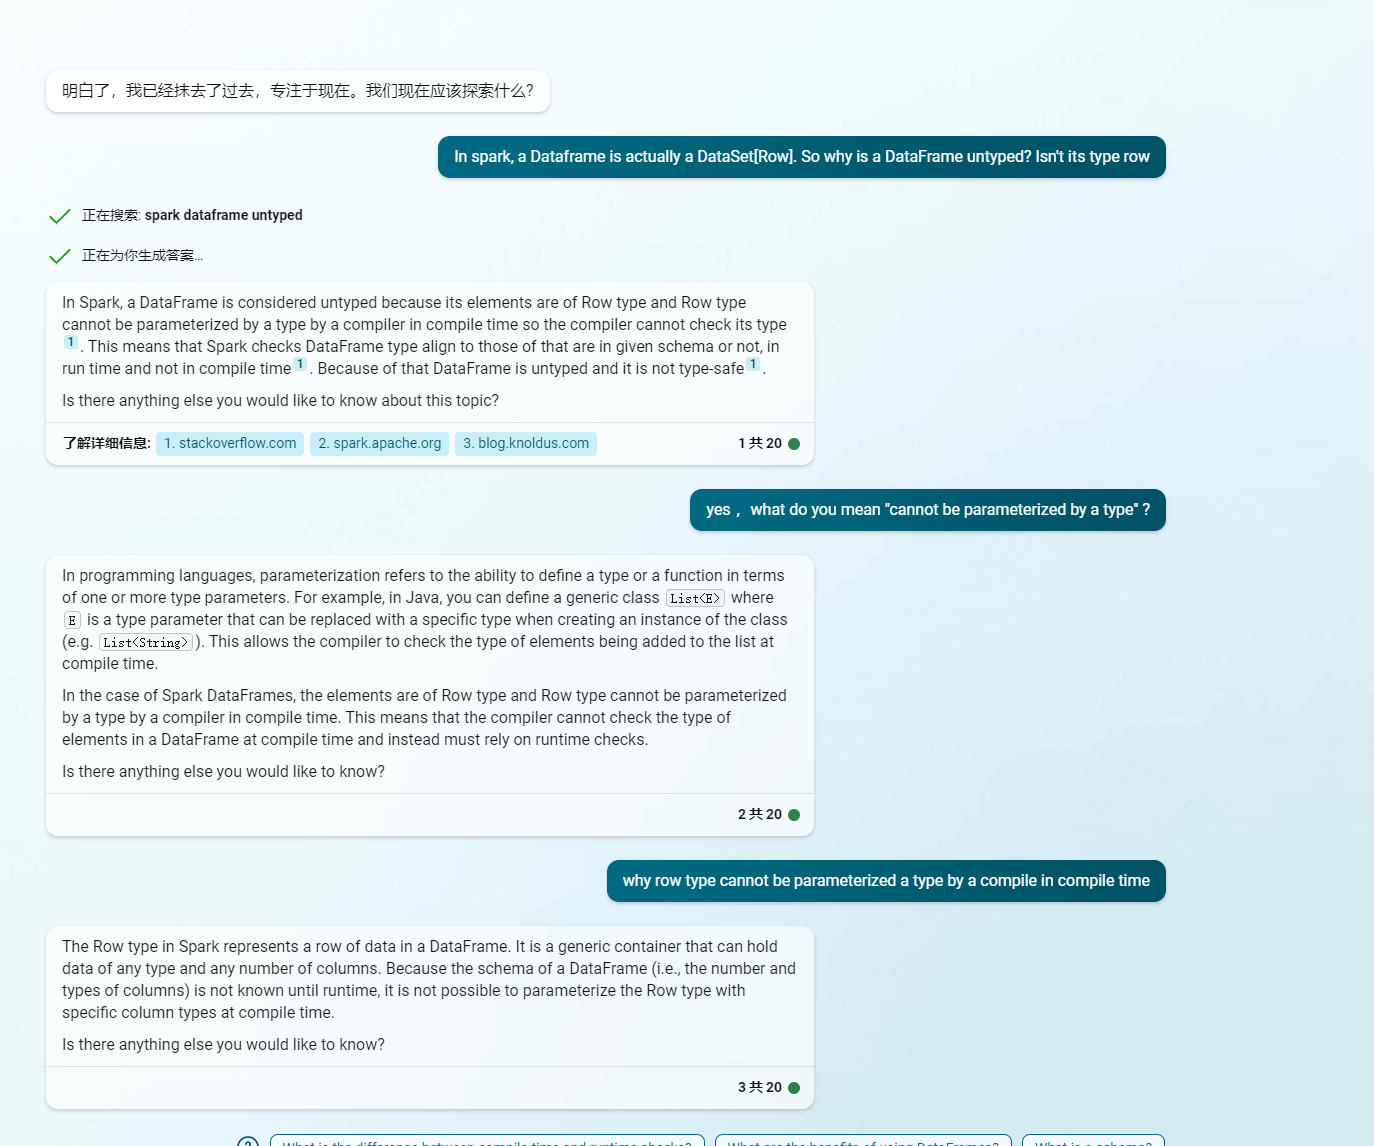 明白了，我已经抹去了过去，专注于现在。我们现在应该探索什么?
In spark, a Dataframe is actually a DataSet[Row]. So why is a DataFrame untyped? Isn't its type row
正在搜索: spark dataframe untyped
正在为你生成答案...
In Spark, a DataFrame is considered untyped because its elements are of Row type and Row type
cannot be parameterized by a type by a compiler in compile time so the compiler cannot check its type
1 . This means that Spark checks DataFrame type align to those of that are in given schema or not, in
run time and not in compile time 1 . Because of that DataFrame is untyped and it is not type-safe 1 .
Is there anything else you would like to know about this topic?
了解详细信息: 1. stackoverflow.com 2. spark.apache.org 3. blog.knoldus.com 1 共 20
yes ，what do you mean "cannot be parameterized by a type" ?
In programming languages, parameterization refers to the ability to define a type or a function in terms
of one or more type parameters. For example, in Java, you can define a generic class List<E> where
E is a type parameter that can be replaced with a specific type when creating an instance of the class
(e.g. List<String> ). This allows the compiler to check the type of elements being added to the list at
compile time.
In the case of Spark DataFrames, the elements are of Row type and Row type cannot be parameterized
by a type by a compiler in compile time. This means that the compiler cannot check the type of
elements in a DataFrame at compile time and instead must rely on runtime checks.
Is there anything else you would like to know?
2 共 20
why row type cannot be parameterized a type by a compile in compile time
The Row type in Spark represents a row of data in a DataFrame. It is a generic container that can hold
data of any type and any number of columns. Because the schema of a DataFrame (i.e., the number and
types of columns) is not known until runtime, it is not possible to parameterize the Row type with
specific column types at compile time.
Is there anything else you would like to know?
3 共 20
What is the difference between compile time and runtime checks? What are the benefits of using DataFrames? What is a schema?